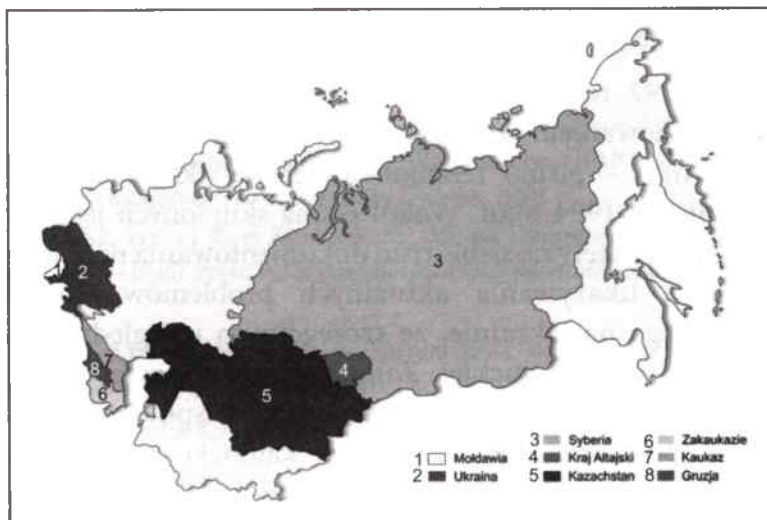 1
2
3
4
5
6
7
8
1 Mołdawia
2 Ukraina
3 Syberia
4 Kraj Ałtajski
5 Kazachstan
6 Zakaukazie
7 Kaukaz
8 Gruzja